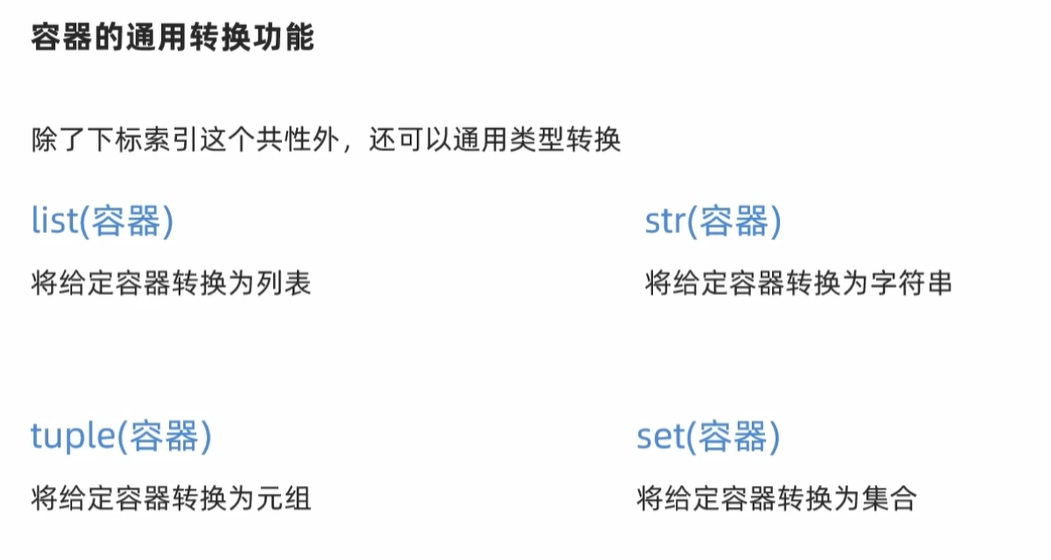 容器的通用转换功能
除了下标索引这个共性外，还可以通用类型转换
list(容器)
将给定容器转换为列表
str(容器)
将给定容器转换为字符串
tuple(容器)
将给定容器转换为元组
set(容器)
将给定容器转换为集合